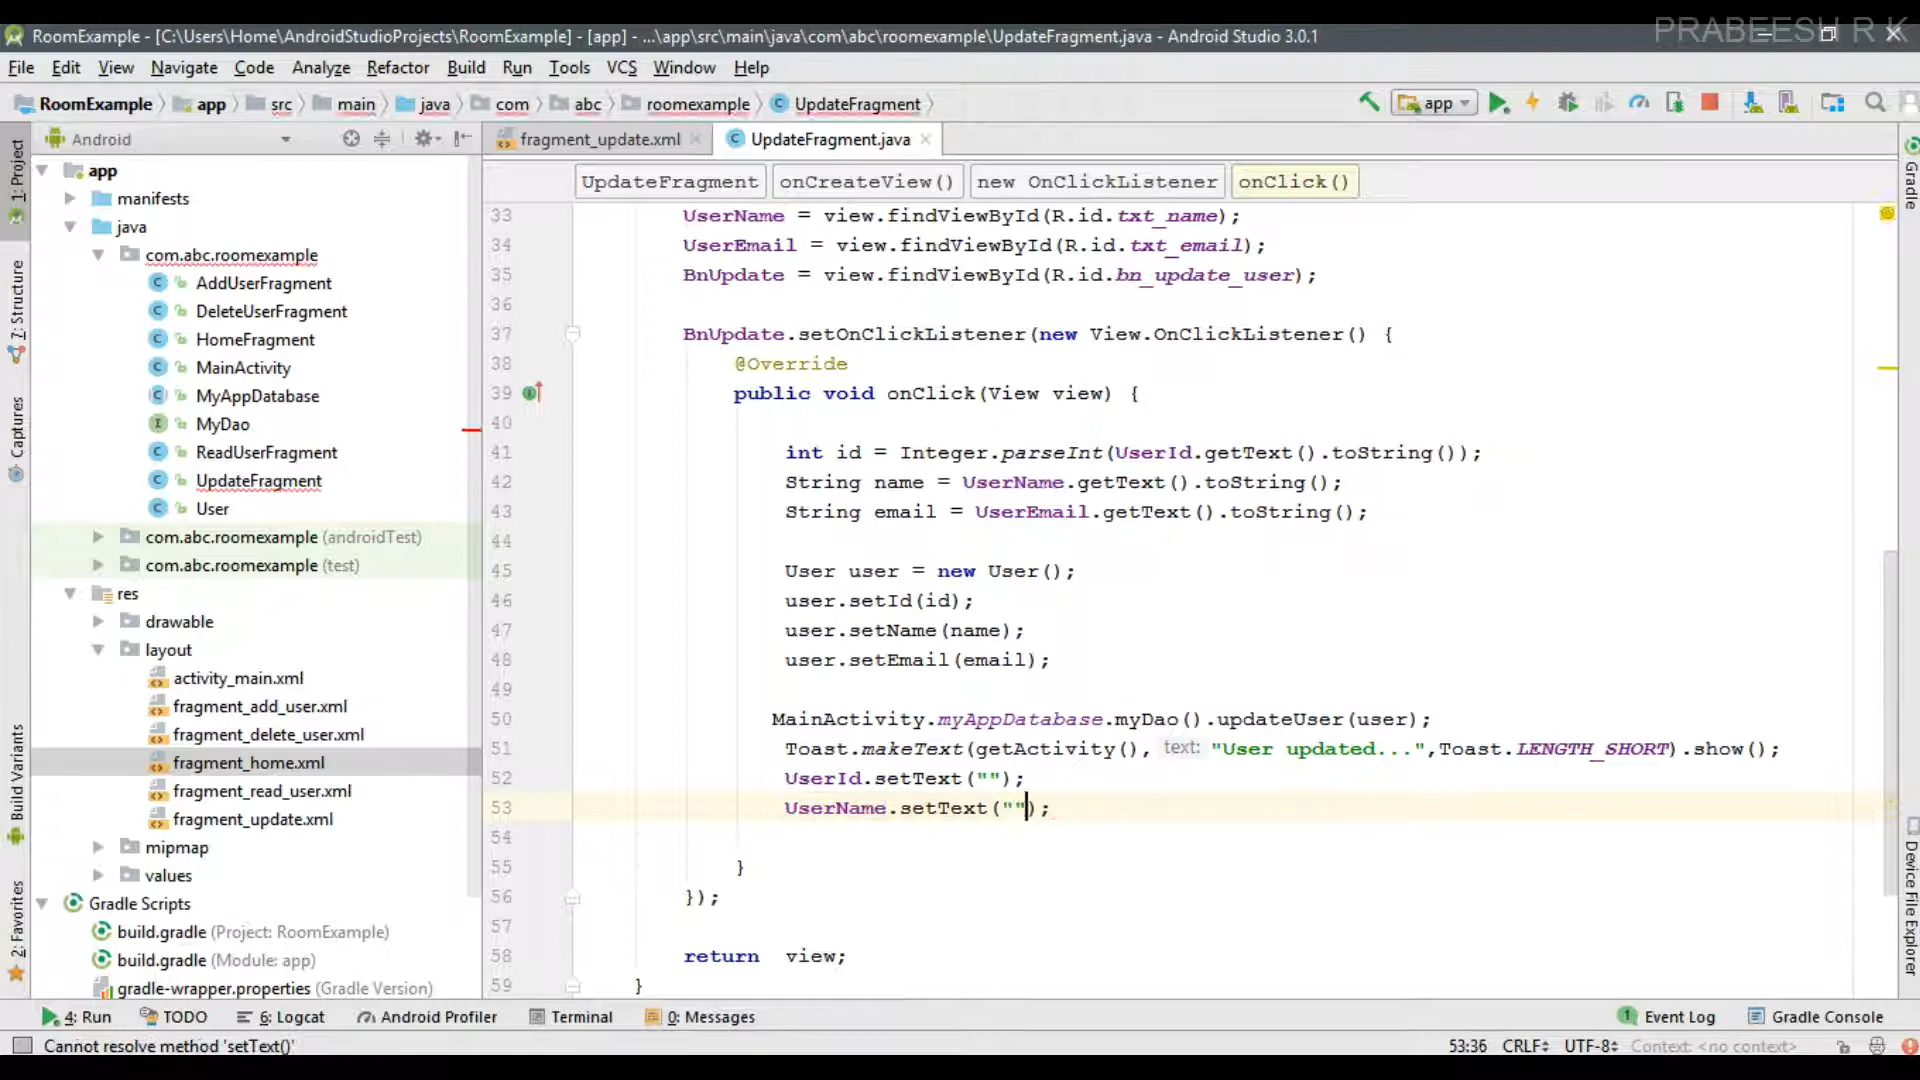 PRABEESH R K
RoomExample - [C:\Users\Home\AndroidStudioProjects\RoomExample] - [app] - ...\app\src\main\java\com\abc\roomexample\UpdateFragment.java - Android Studio 3.0.1
File Edit View Navigate Code Analyze Refactor Build Run Tools VCS Window Help
RoomExample app src main java com abc roomexample UpdateFragment app
Android
fragment_update.xml UpdateFragment.java
UpdateFragment onCreateView() new OnClickListener onClick()
1: Project
7: Structure
Captures
Build Variants
2: Favorites
app
manifests
java
com.abc.roomexample
AddUserFragment
DeleteUserFragment
HomeFragment
MainActivity
MyAppDatabase
MyDao
ReadUserFragment
UpdateFragment
User
com.abc.roomexample (androidTest)
com.abc.roomexample (test)
res
drawable
layout
activity_main.xml
fragment_add_user.xml
fragment_delete_user.xml
fragment_home.xml
fragment_read_user.xml
fragment_update.xml
mipmap
values
Gradle Scripts
build.gradle (Project: RoomExample)
build.gradle (Module: app)
gradle-wrapper.properties (Gradle Version)
33 UserName = view.findViewById(R.id.txt_name);
34 UserEmail = view.findViewById(R.id.txt_email);
35 BnUpdate = view.findViewById(R.id.bn_update_user);
36
37 BnUpdate.setOnClickListener(new View.OnClickListener() {
38 @Override
39 public void onClick(View view) {
40
41 int id = Integer.parseInt(UserId.getText().toString());
42 String name = UserName.getText().toString();
43 String email = UserEmail.getText().toString();
44
45 User user = new User();
46 user.setId(id);
47 user.setName(name);
48 user.setEmail(email);
49
50 MainActivity.myAppDatabase.myDao().updateUser(user);
51 Toast.makeText(getActivity(), text: "User updated...",Toast.LENGTH_SHORT).show();
52 UserId.setText("");
53 UserName.setText("");
54
55 }
56 });
57
58 return view;
59 }
Gradle
Device File Explorer
4: Run TODO 6: Logcat Android Profiler Terminal 0: Messages 1 Event Log Gradle Console
Cannot resolve method 'setText()' 53:36 CRLF UTF-8 Context: <no context>